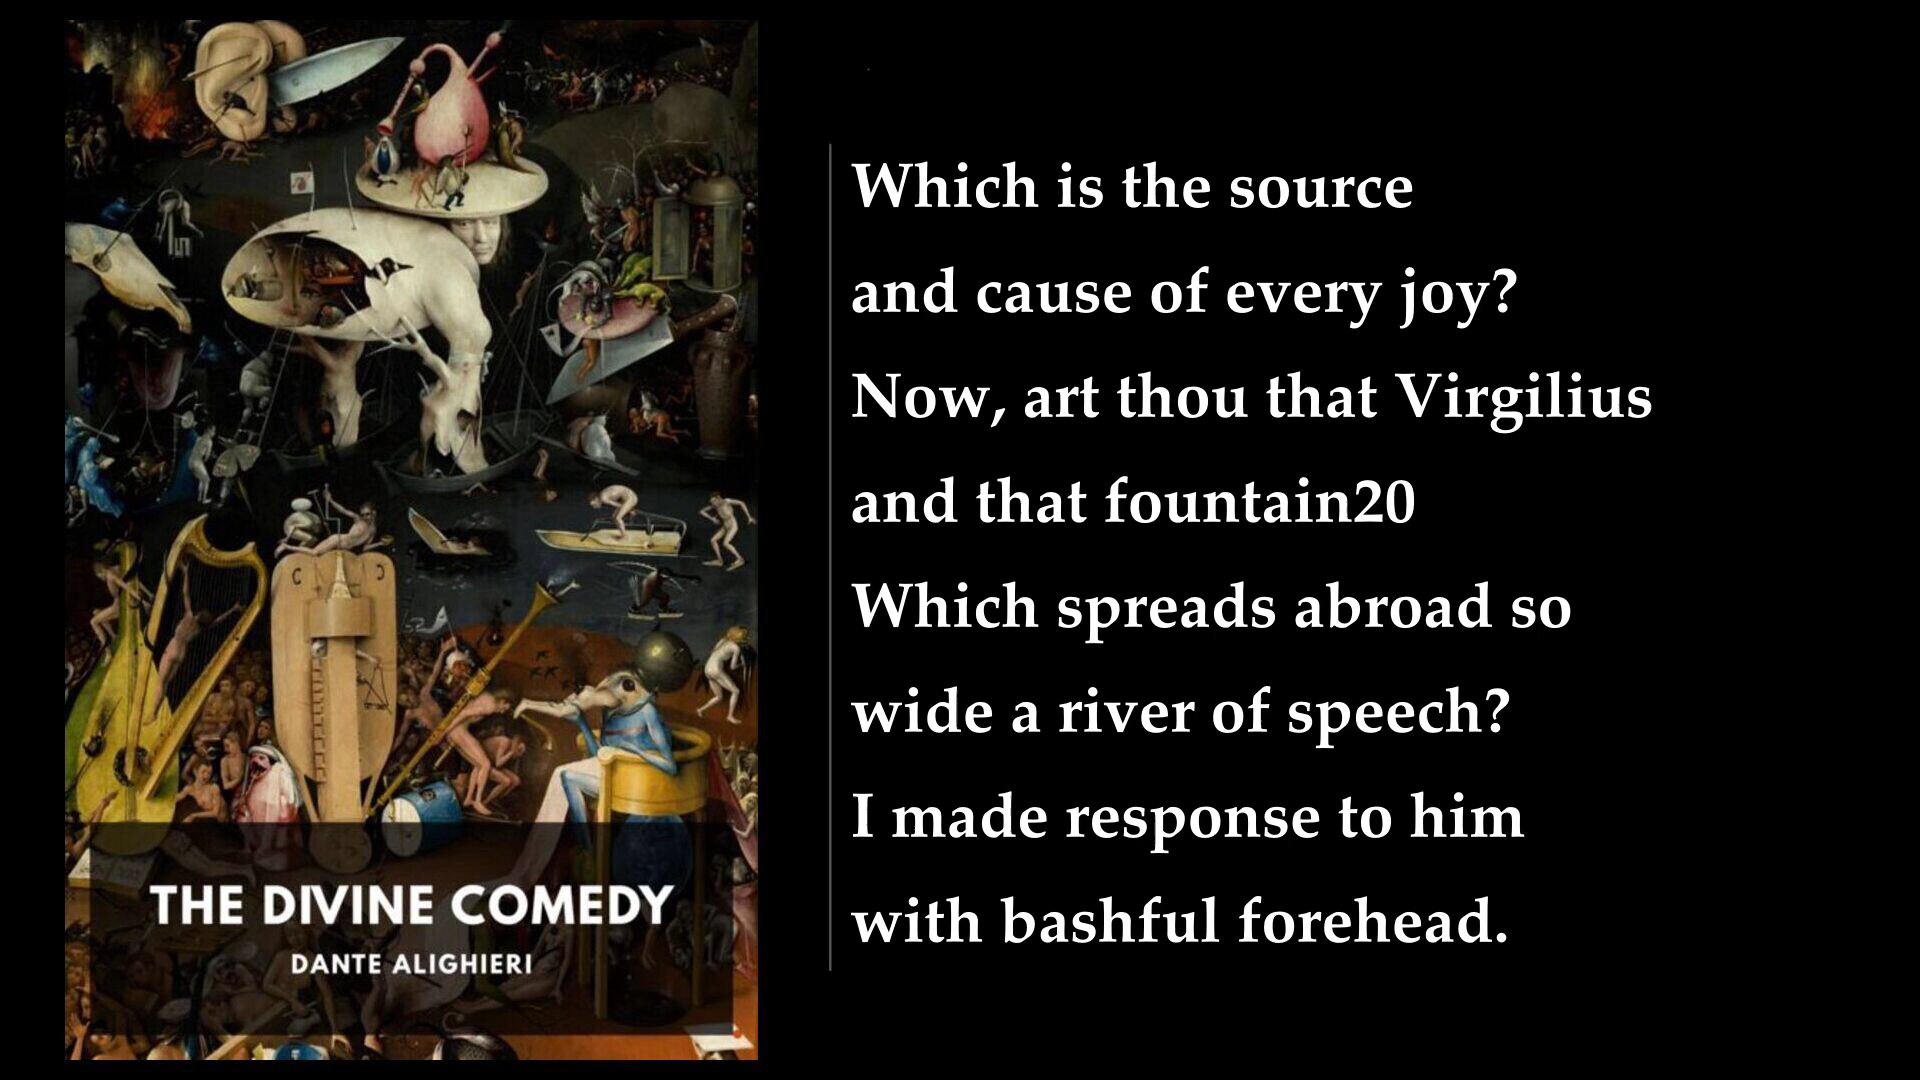 THE DIVINE COMEDY
DANTE ALIGHIERI
Which is the source
and cause of every joy?
Now, art thou that Virgilius
and that fountain20
Which spreads abroad so
wide a river of speech?
I made response to him
with bashful forehead.